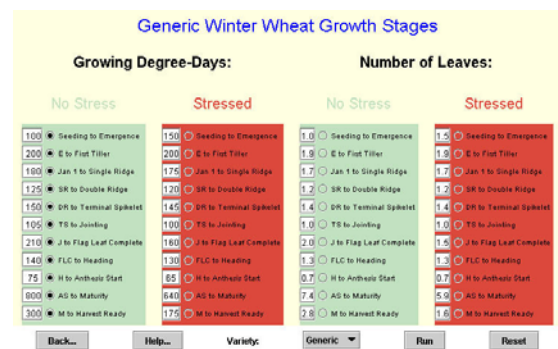 Generic Winter Wheat Growth Stages
Growing Degree-Days: Number of Leaves:
No Stress Stressed No Stress Stressed
100 Seeding to Emergence 150 Seeding to Emergence 1.0 Seeding to Emergence 1.5 Seeding to Emergence
200 E to Fist Tiller 200 E to Fist Tiller 1.9 E to Fist Tiller 1.9 E to Fist Tiller
180 Jan 1 to Single Ridge 175 Jan 1 to Single Ridge 1.7 Jan 1 to Single Ridge 1.7 Jan 1 to Single Ridge
125 SR to Double Ridge 120 SR to Double Ridge 1.2 SR to Double Ridge 1.2 SR to Double Ridge
150 DR to Terminal Spikelet 145 DR to Terminal Spikelet 1.4 DR to Terminal Spikelet 1.4 DR to Terminal Spikelet
105 TS to Jointing 100 TS to Jointing 1.0 TS to Jointing 1.0 TS to Jointing
210 J to Flag Leaf Complete 160 J to Flag Leaf Complete 2.0 J to Flag Leaf Complete 1.5 J to Flag Leaf Complete
140 FLC to Heading 130 FLC to Heading 1.3 FLC to Heading 1.3 FLC to Heading
75 H to Anthesis Start 65 H to Anthesis Start 0.7 H to Anthesis Start 0.7 H to Anthesis Start
800 AS to Maturity 640 AS to Maturity 7.4 AS to Maturity 5.9 AS to Maturity
300 M to Harvest Ready 175 M to Harvest Ready 2.8 M to Harvest Ready 1.6 M to Harvest Ready
Back... Help... Variety: Generic Run Reset